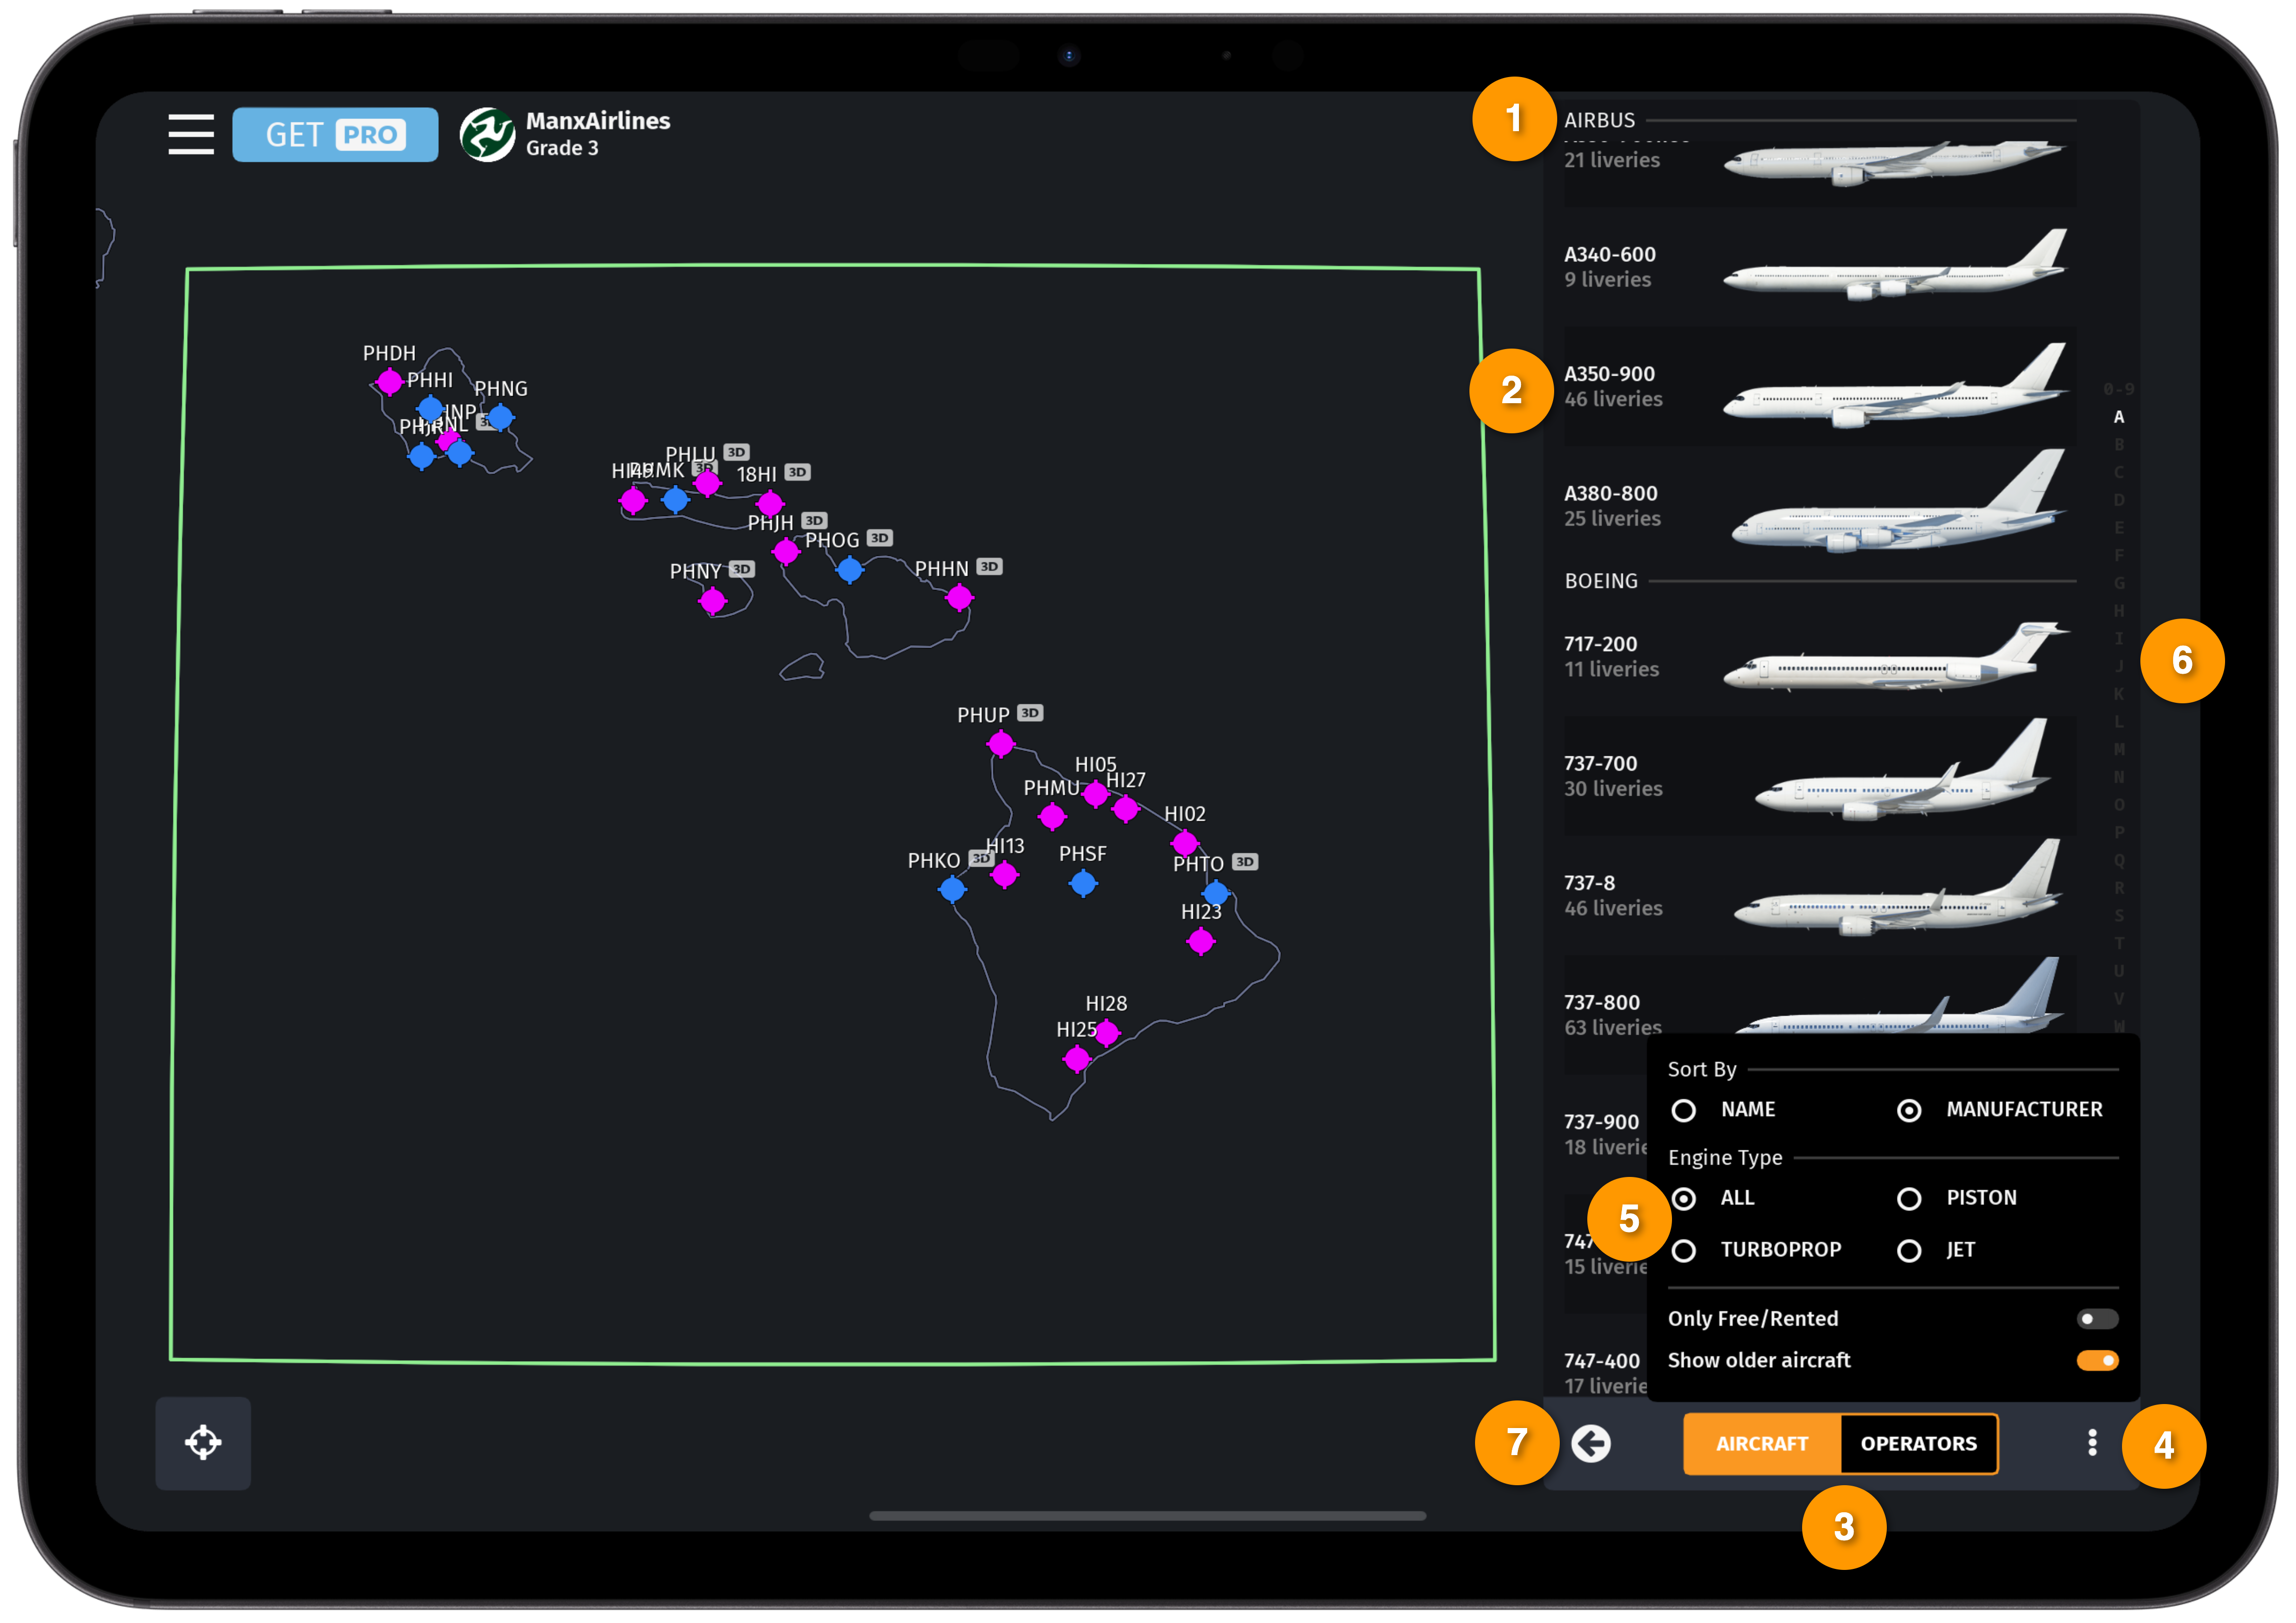 GET PRO
ManxAirlines
Grade 3
PHDH
PHHI
PHNG
INP
PHJR
NL
PHLU 3D
HI49
PHMK 3D
18HI 3D
PHJH 3D
PHOG 3D
PHNY 3D
PHHN 3D
PHUP 3D
HI05
HI27
PHMU
HI02
HI13
PHKO 3D
PHSF
PHTO 3D
HI23
HI28
HI25
1
AIRBUS
21 liveries
A340-600
9 liveries
2
A350-900
46 liveries
A380-800
25 liveries
BOEING
717-200
11 liveries
737-700
30 liveries
737-8
46 liveries
737-800
63 liveries
737-900
18 liverie
747
15 liverie
747-400
17 liverie
0-9
A
B
C
D
E
F
G
H
I
J
K
L
M
N
O
P
Q
R
S
T
U
V
W
6
Sort By
NAME
MANUFACTURER
Engine Type
5
ALL
PISTON
TURBOPROP
JET
Only Free/Rented
Show older aircraft
7
AIRCRAFT
OPERATORS
4
3